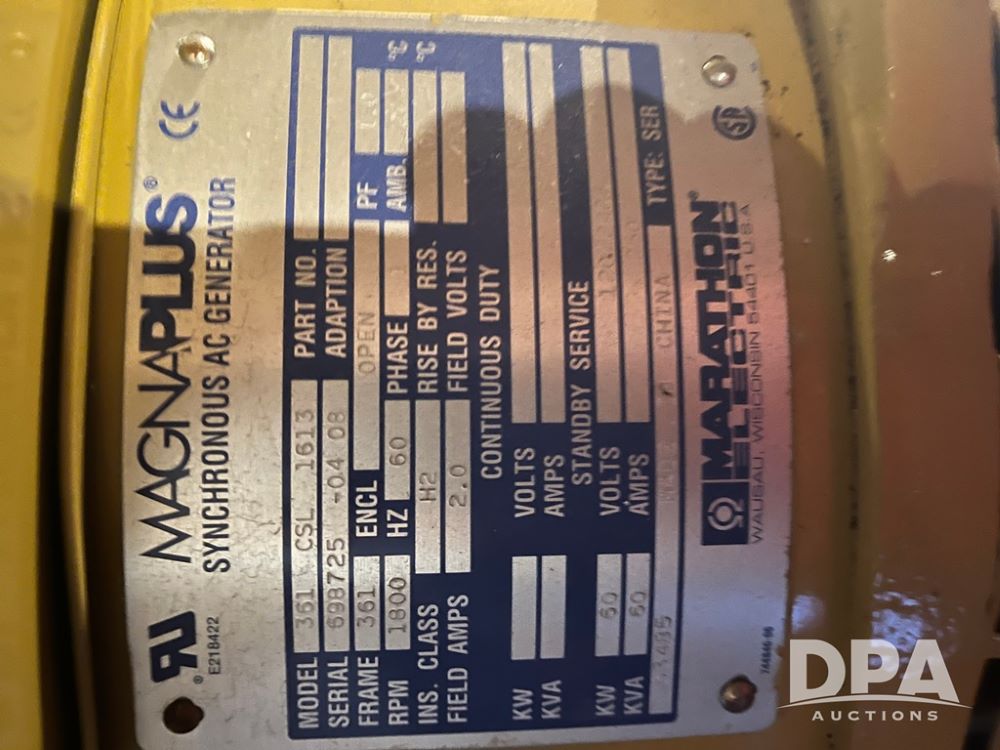 MAGNAPLUS® CE
E218422
SYNCHRONOUS AC GENERATOR
MODEL 361 CSL 1613 PART NO.
SERIAL 698725 -04 08 ADAPTION
FRAME 361 ENCL OPEN PF 1.0
RPM 1800 HZ 60 PHASE AMB. °C
INS. CLASS H2 RISE BY RES. °C
FIELD AMPS 2.0 FIELD VOLTS
CONTINUOUS DUTY
KW VOLTS
KVA AMPS
STANDBY SERVICE
KW 60 VOLTS
KVA 60 AMPS
CHINA TYPE: SER
MARATHON®
ELECTRIC
WAUSAU, WISCONSIN 54401 USA
DPA
AUCTIONS